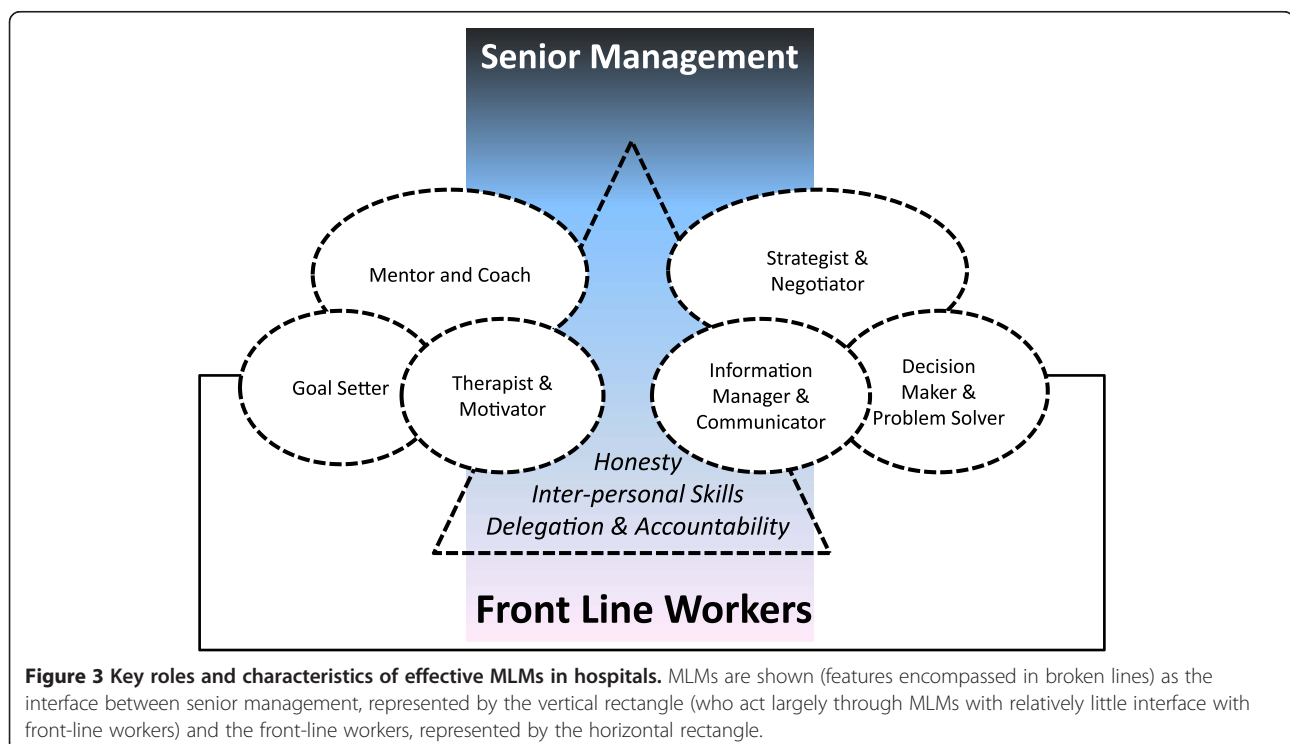 Senior Management
Mentor and Coach
Strategist &
Negotiator
Goal Setter
Therapist &
Motivator
Information
Manager &
Communicator
Decision
Maker &
Problem Solver
Honesty
Inter-personal Skills
Delegation & Accountability
Front Line Workers
Figure 3 Key roles and characteristics of effective MLMs in hospitals. MLMs are shown (features encompassed in broken lines) as the
interface between senior management, represented by the vertical rectangle (who act largely through MLMs with relatively little interface with
front-line workers) and the front-line workers, represented by the horizontal rectangle.